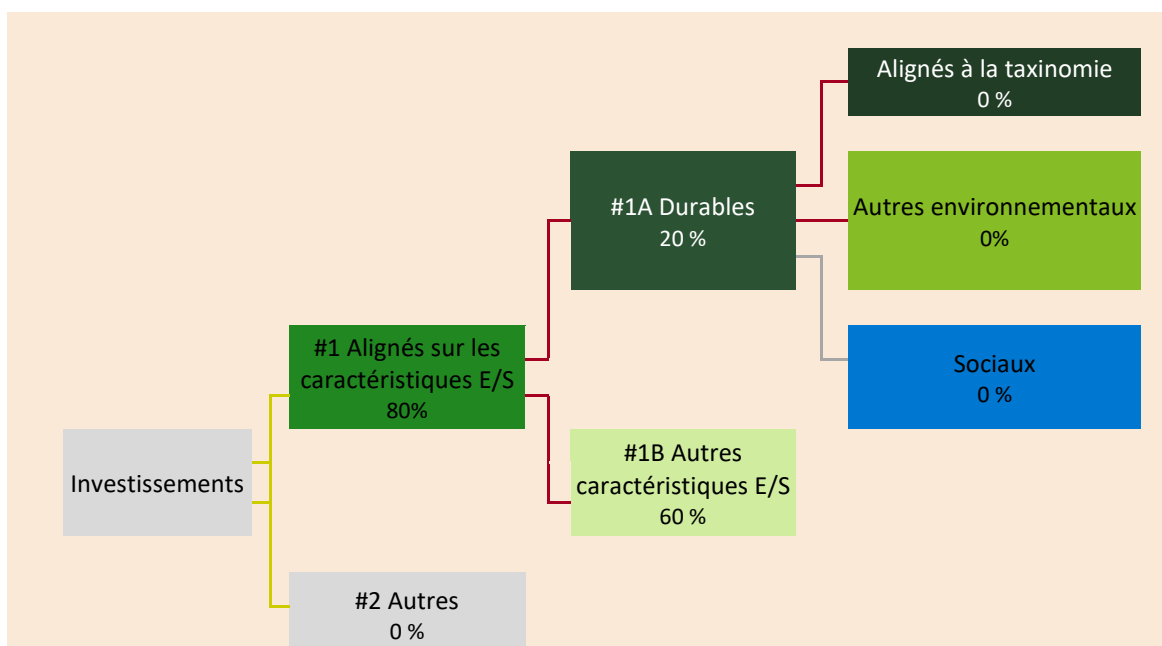 Investissements
#1 Alignés sur les
caractéristiques E/S
80%
#2 Autres
0 %
#1A Durables
20 %
#1B Autres
caractéristiques E/S
60 %
Alignés à la taxinomie
0 %
Autres environnementaux
0%
Sociaux
0 %